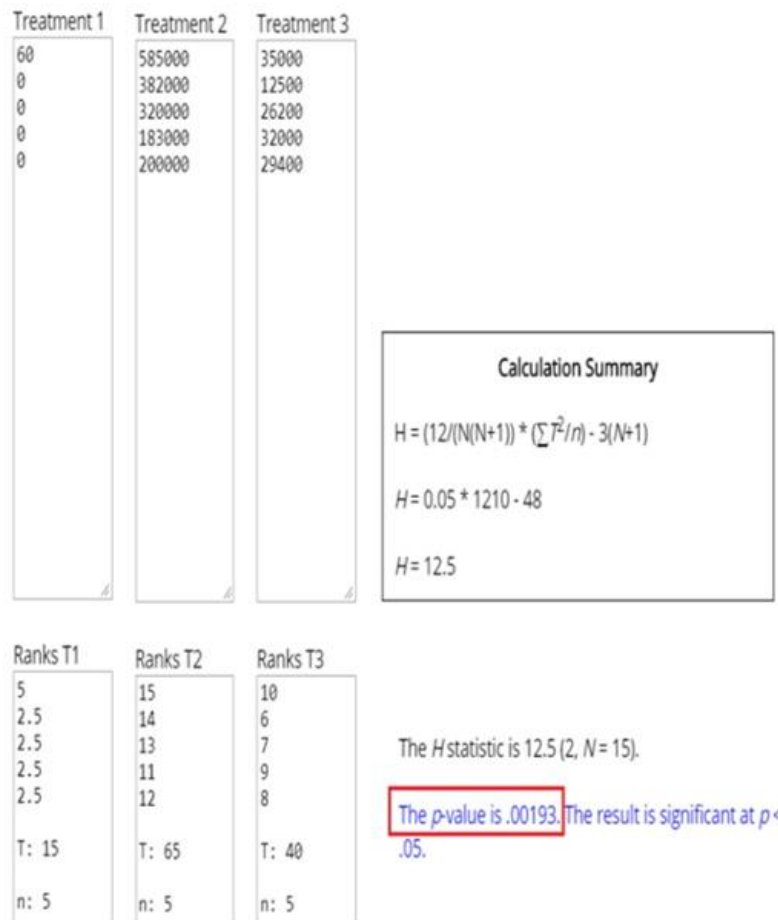 Treatment 1
60
0
0
0
0
Treatment 2
585000
382000
320000
183000
200000
Treatment 3
35000
12500
26200
32000
29400
Calculation Summary
H = (12/(N(N+1)) * (∑T²/n) - 3(N+1)
H = 0.05 * 1210 - 48
H = 12.5
Ranks T1
5
2.5
2.5
2.5
2.5
T: 15
n: 5
Ranks T2
15
14
13
11
12
T: 65
n: 5
Ranks T3
10
6
7
9
8
T: 40
n: 5
The H statistic is 12.5 (2, N = 15).
The p-value is .00193. The result is significant at p <
.05.